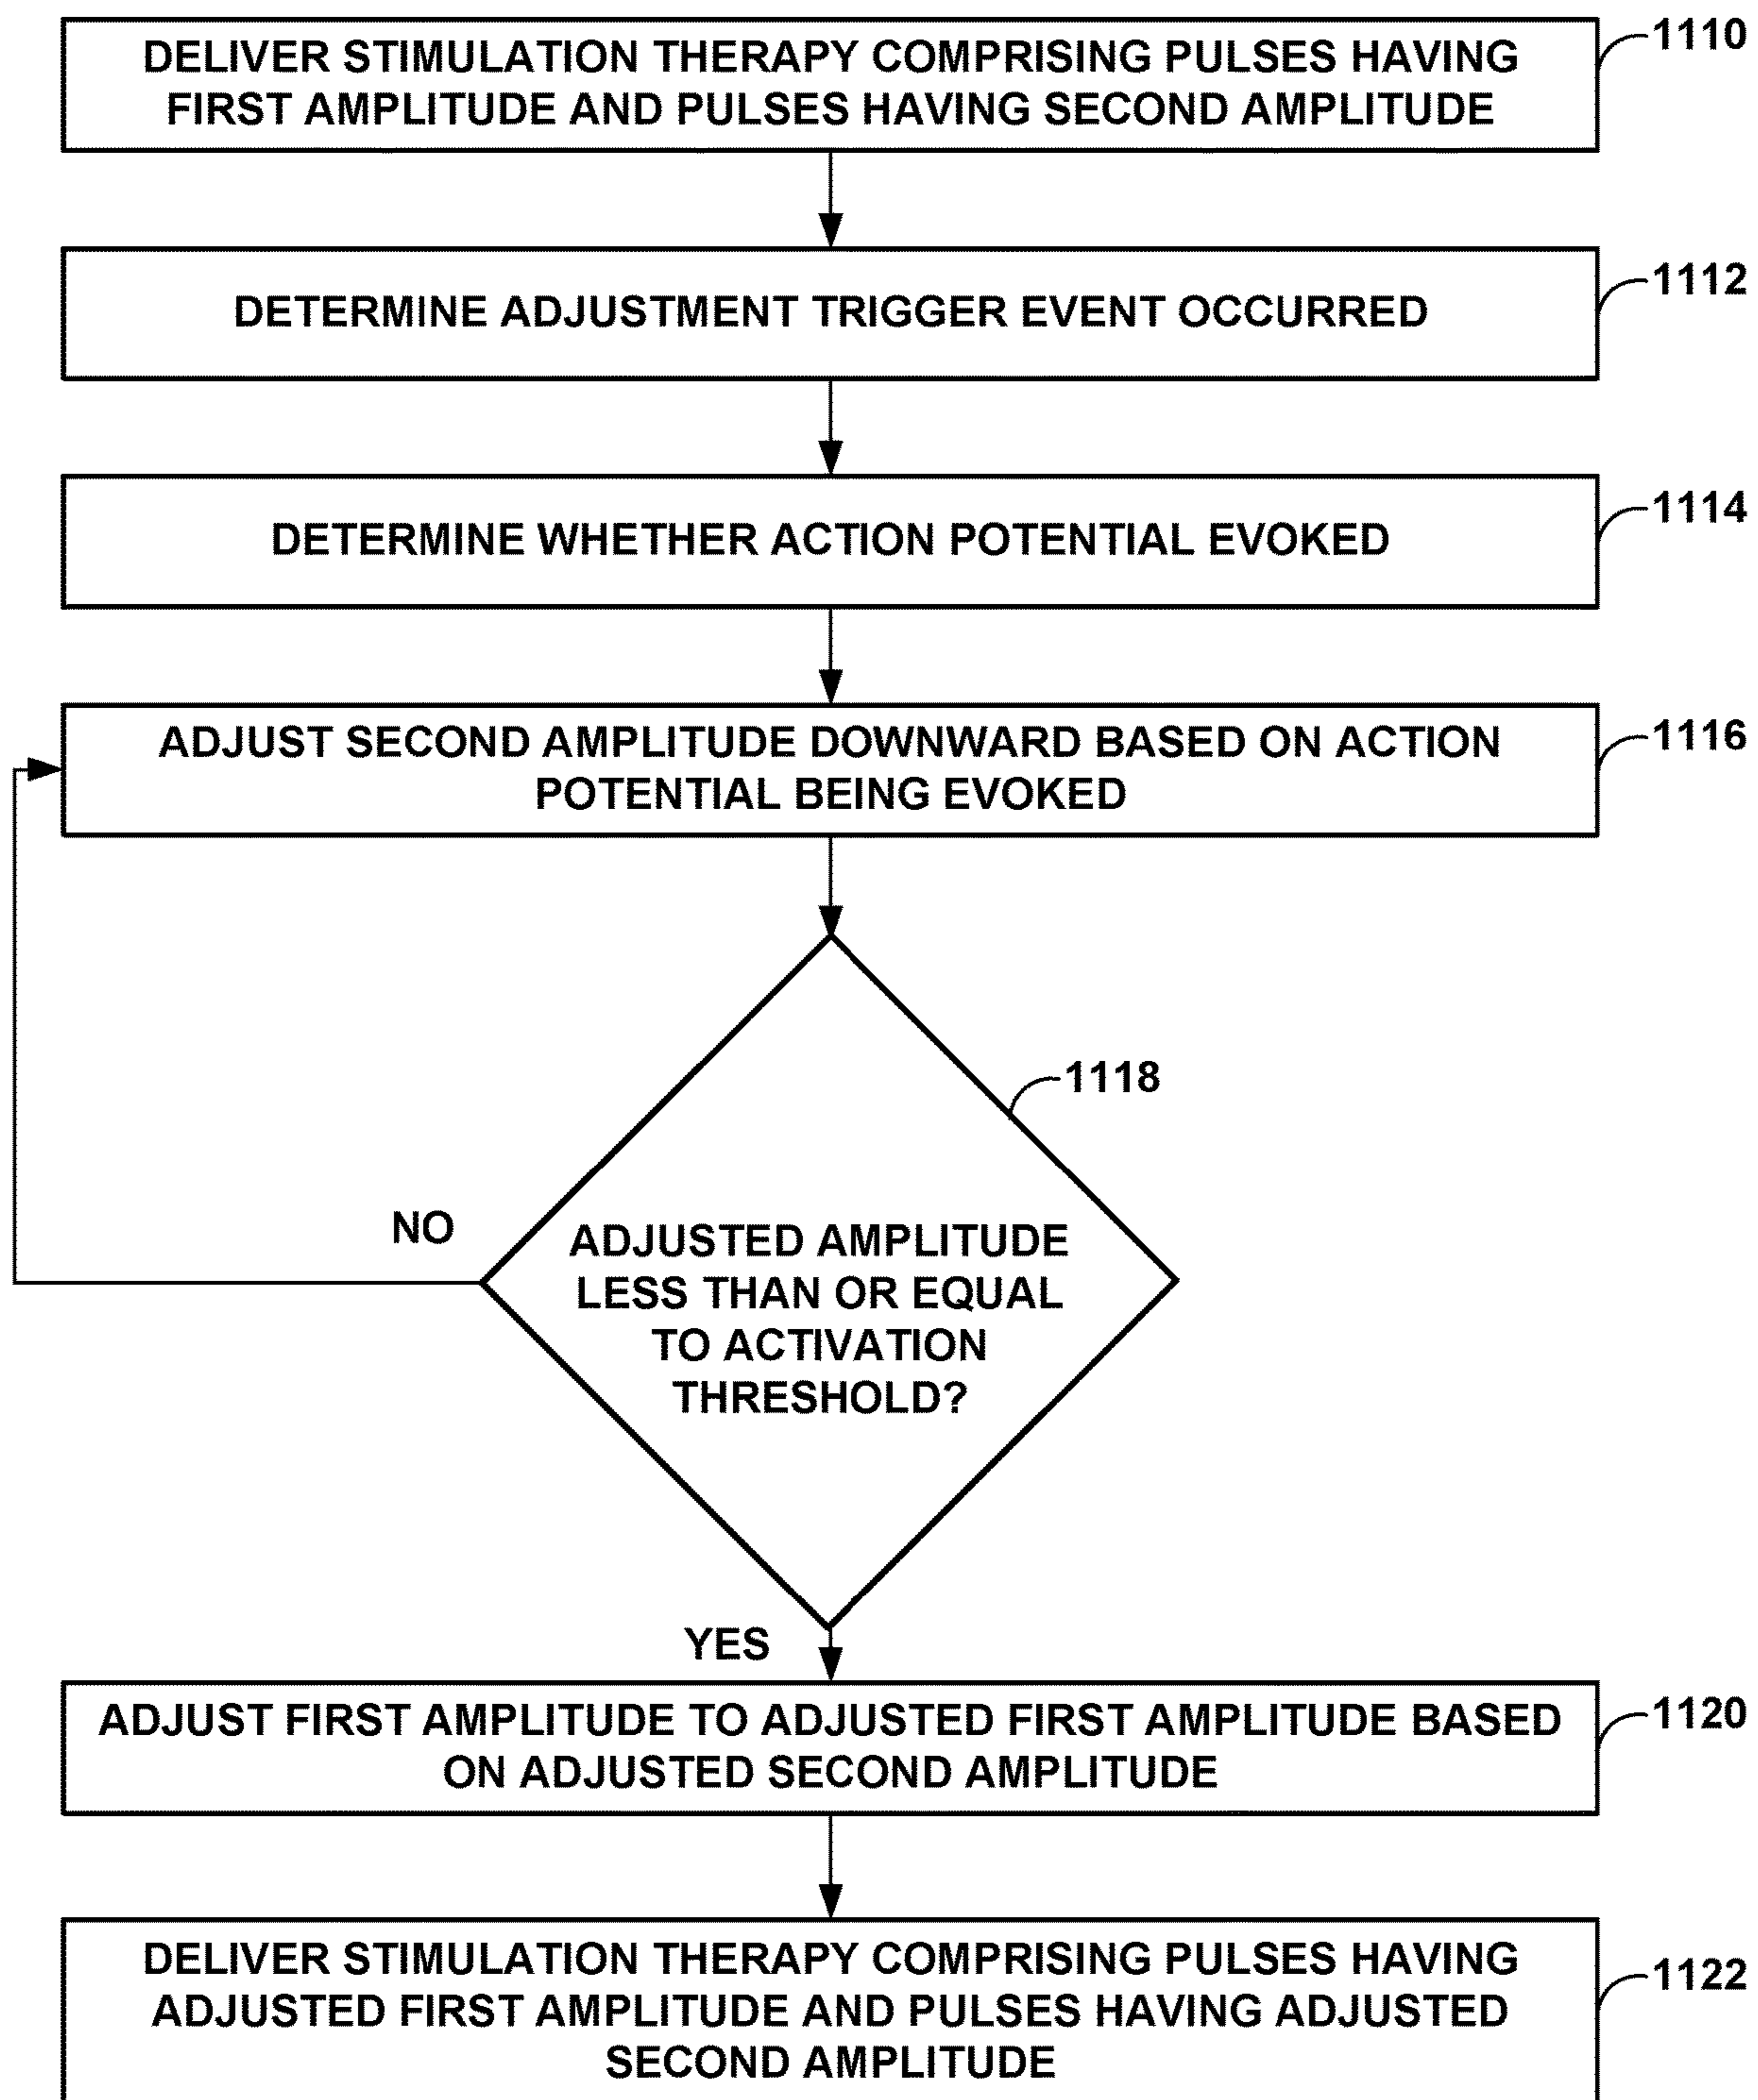 DELIVER STIMULATION THERAPY COMPRISING PULSES HAVING
FIRST AMPLITUDE AND PULSES HAVING SECOND AMPLITUDE
1110
DETERMINE ADJUSTMENT TRIGGER EVENT OCCURRED
1112
DETERMINE WHETHER ACTION POTENTIAL EVOKED
1114
ADJUST SECOND AMPLITUDE DOWNWARD BASED ON ACTION
POTENTIAL BEING EVOKED
1116
1118
NO
ADJUSTED AMPLITUDE
LESS THAN OR EQUAL
TO ACTIVATION
THRESHOLD?
YES
ADJUST FIRST AMPLITUDE TO ADJUSTED FIRST AMPLITUDE BASED
ON ADJUSTED SECOND AMPLITUDE
1120
DELIVER STIMULATION THERAPY COMPRISING PULSES HAVING
ADJUSTED FIRST AMPLITUDE AND PULSES HAVING ADJUSTED
SECOND AMPLITUDE
1122